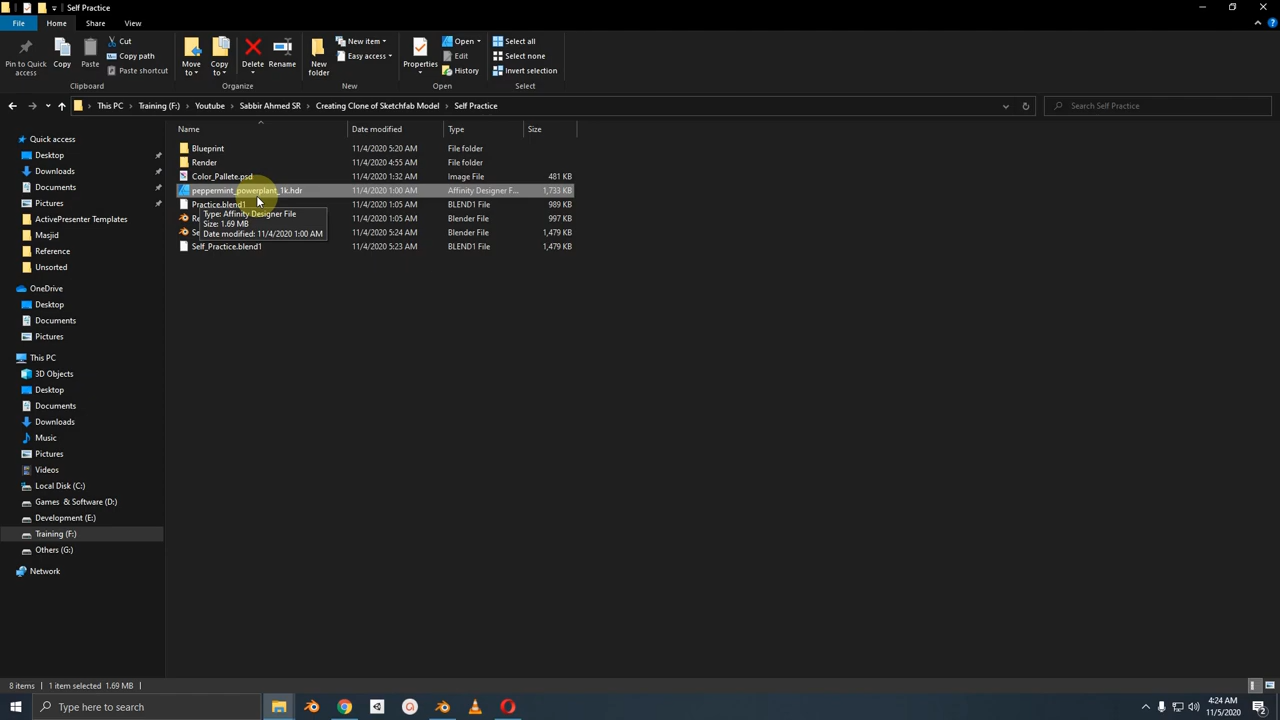 Self Practice
File Home Share View
Pin to Quick access
Copy
Paste
Cut
Copy path
Paste shortcut
Clipboard
Move to
Copy to
Delete
Rename
Organize
New folder
New item
Easy access
New
Properties
Open
Edit
History
Open
Select all
Select none
Invert selection
Select
This PC Training (F:) Youtube Sabbir Ahmed SR Creating Clone of Sketchfab Model Self Practice
Search Self Practice
Name Date modified Type Size
Quick access
Desktop
Downloads
Documents
Pictures
ActivePresenter Templates
Masjid
Reference
Unsorted
OneDrive
Desktop
Documents
Pictures
This PC
3D Objects
Desktop
Documents
Downloads
Music
Pictures
Videos
Local Disk (C:)
Games & Software (D:)
Development (E:)
Training (F:)
Others (G:)
Network
Blueprint 11/4/2020 5:20 AM File folder
Render 11/4/2020 4:55 AM File folder
Color_Pallete.psd 11/4/2020 1:32 AM Image File 481 KB
peppermint_powerplant_1k.hdr 11/4/2020 1:00 AM Affinity Designer F... 1,733 KB
Practice.blend1 11/4/2020 1:05 AM BLEND1 File 989 KB
Re 11/4/2020 1:05 AM Blender File 997 KB
Se 11/4/2020 5:24 AM Blender File 1,479 KB
Self_Practice.blend1 11/4/2020 5:23 AM BLEND1 File 1,479 KB
Type: Affinity Designer File
Size: 1.69 MB
Date modified: 11/4/2020 1:00 AM
8 items 1 item selected 1.69 MB
Type here to search
4:24 AM
11/5/2020
2